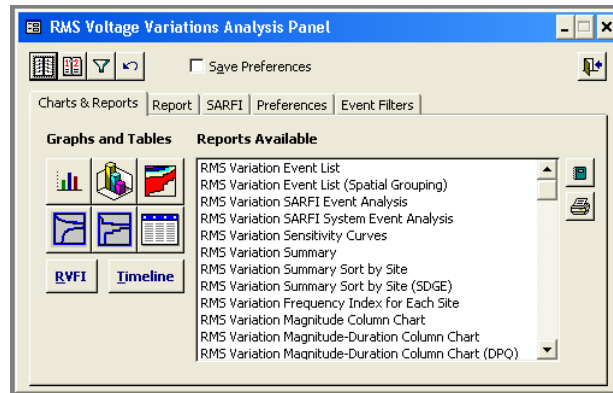 RMS Voltage Variations Analysis Panel
Save Preferences
Charts & Reports Report SARFI Preferences Event Filters
Graphs and Tables Reports Available
RMS Variation Event List
RMS Variation Event List (Spatial Grouping)
RMS Variation SARFI Event Analysis
RMS Variation SARFI System Event Analysis
RMS Variation Sensitivity Curves
RMS Variation Summary
RMS Variation Summary Sort by Site
RMS Variation Summary Sort by Site (SDGE)
RMS Variation Frequency Index for Each Site
RMS Variation Magnitude Column Chart
RMS Variation Magnitude-Duration Column Chart
RMS Variation Magnitude-Duration Column Chart (DPQ)
RVFI Timeline